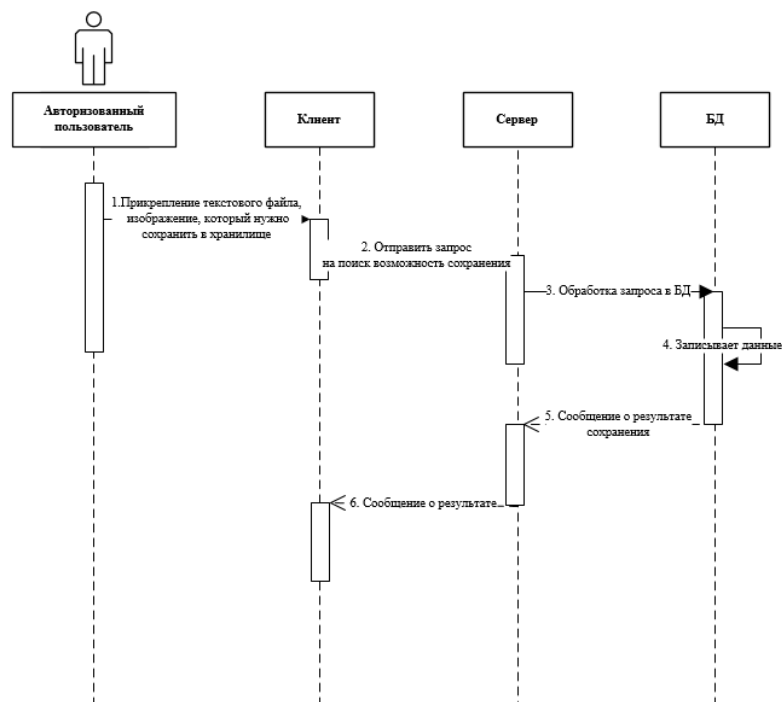 Авторизованный
пользователь
Клиент
Сервер
БД
1.Прикрепление текстового файла,
изображение, который нужно
сохранить в хранилище
2. Отправить запрос
на поиск возможность сохранения
3. Обработка запроса в БД
4. Записывает данные
5. Сообщение о результате
сохранения
6. Сообщение о результате